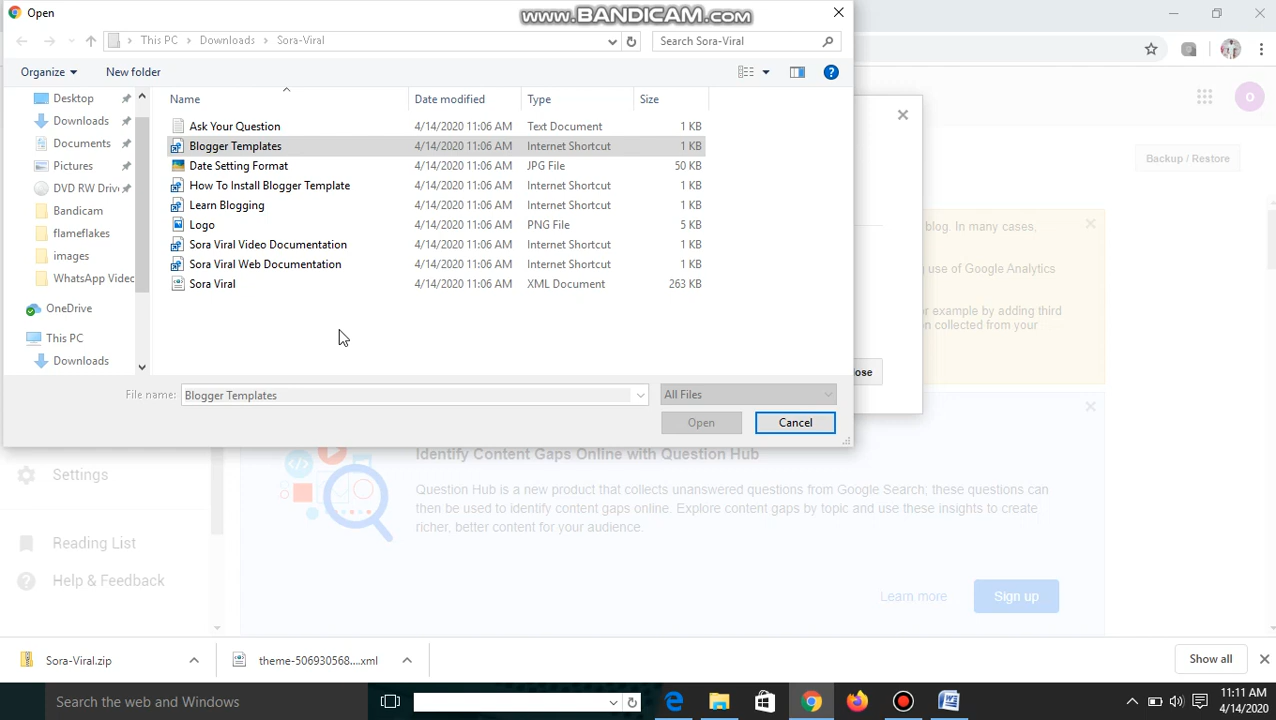 Open
www.BANDICAM.com
This PC
Downloads
Sora-Viral
Search Sora-Viral
Organize
New folder
Name
Date modified
Type
Size
Desktop
Downloads
Documents
Pictures
DVD RW Drive
Bandicam
flameflakes
images
WhatsApp Video
OneDrive
This PC
Downloads
Ask Your Question 4/14/2020 11:06 AM Text Document 1 KB
Blogger Templates 4/14/2020 11:06 AM Internet Shortcut 1 KB
Date Setting Format 4/14/2020 11:06 AM JPG File 50 KB
How To Install Blogger Template 4/14/2020 11:06 AM Internet Shortcut 1 KB
Learn Blogging 4/14/2020 11:06 AM Internet Shortcut 1 KB
Logo 4/14/2020 11:06 AM PNG File 5 KB
Sora Viral Video Documentation 4/14/2020 11:06 AM Internet Shortcut 1 KB
Sora Viral Web Documentation 4/14/2020 11:06 AM Internet Shortcut 1 KB
Sora Viral 4/14/2020 11:06 AM XML Document 263 KB
File name: Blogger Templates
All Files
Open
Cancel
O
Backup / Restore
blog. In many cases,
use of Google Analytics
or example by adding third
on collected from your
lose
Identify Content Gaps Online with Question Hub
Question Hub is a new product that collects unanswered questions from Google Search; these questions can
then be used to identify content gaps online. Explore content gaps by topic and use these insights to create
richer, better content for your audience.
Learn more
Sign up
Settings
Reading List
Help & Feedback
Sora-Viral.zip
theme-506930568....xml
Show all
Search the web and Windows
11:11 AM
4/14/2020